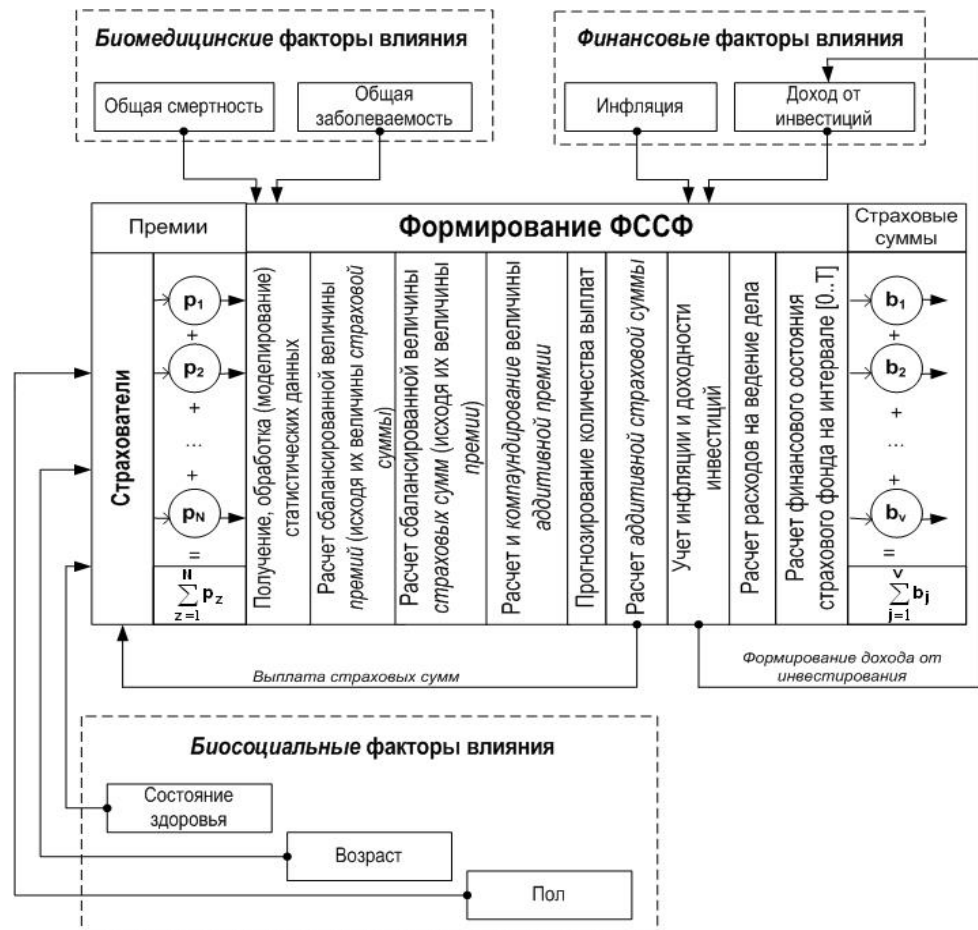 Биомедицинские факторы влияния
Общая смертность
Общая
заболеваемость
Финансовые факторы влияния
Инфляция
Доход от
инвестиций
Премии
Формирование ФССФ
Страховые
суммы
Страхователи
p1
+
p2
+
...
+
pN
=
N
∑ pz
z=1
Получение, обработка (моделирование)
статистических данных
Расчет сбалансированной величины
премий (исходя их величины страховой
суммы)
Расчет сбалансированной величины
страховых сумм (исходя их величины
премии)
Расчет и компаундирование величины
аддитивной премии
Прогнозирование количества выплат
Расчет аддитивной страховой суммы
Учет инфляции и доходности
инвестиций
Расчет расходов на ведение дела
Расчет финансового состояния
страхового фонда на интервале [0..T]
b1
+
b2
+
...
+
bv
=
V
∑ bj
j=1
Выплата страховых сумм
Формирование дохода от
инвестирования
Биосоциальные факторы влияния
Состояние
здоровья
Возраст
Пол